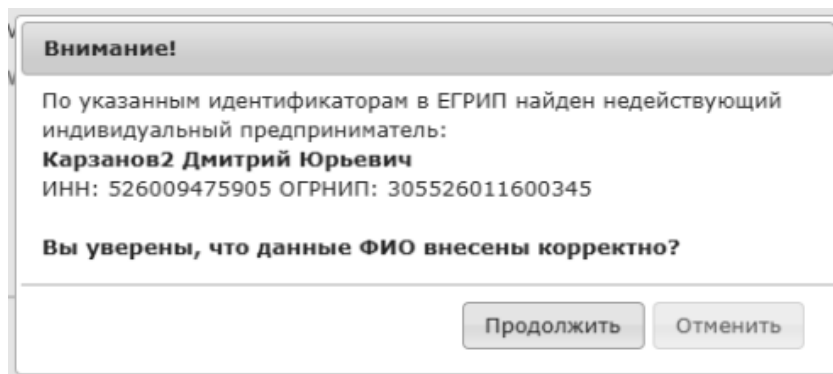 Внимание!
По указанным идентификаторам в ЕГРИП найден недействующий
индивидуальный предприниматель:
Карзанов2 Дмитрий Юрьевич
ИНН: 526009475905 ОГРНИП: 305526011600345
Вы уверены, что данные ФИО внесены корректно?
Продолжить Отменить